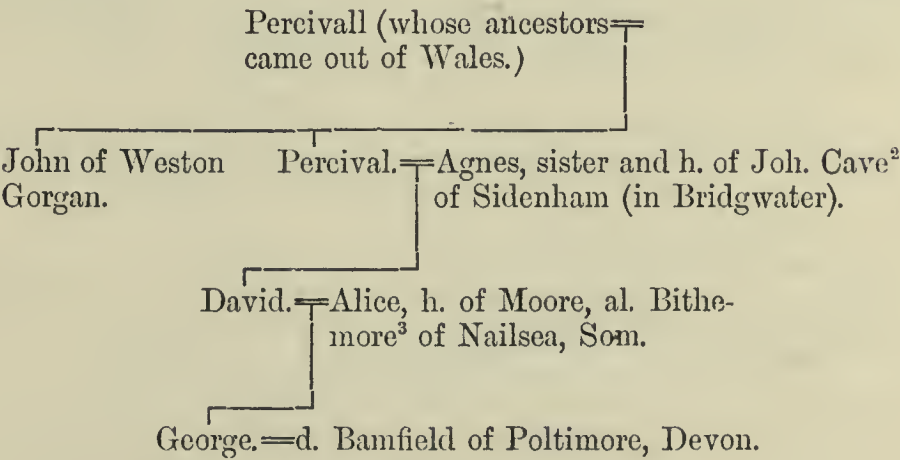 Percivall (whose ancestors=
came out of Wales.)
John of Weston
Gorgan.
Percival.=Agnes, sister and h. of Joh. Cave²
of Sidenham (in Bridgwater).
David.=Alice, h. of Moore, al. Bithe-
more³ of Nailsea, Som.
George.=d. Bamfield of Poltimore, Devon.